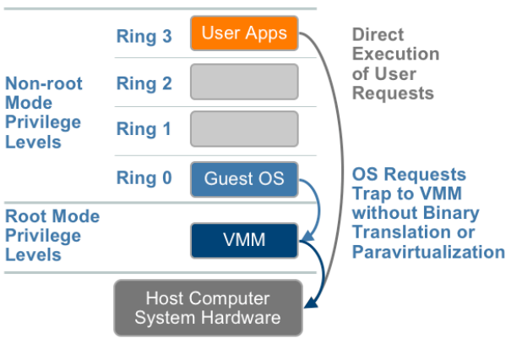 Ring 3
User Apps
Direct
Execution
of User
Requests
Non-root
Mode
Privilege
Levels
Ring 2
Ring 1
Ring 0
Guest OS
OS Requests
Trap to VMM
without Binary
Translation or
Paravirtualization
Root Mode
Privilege
Levels
VMM
Host Computer
System Hardware